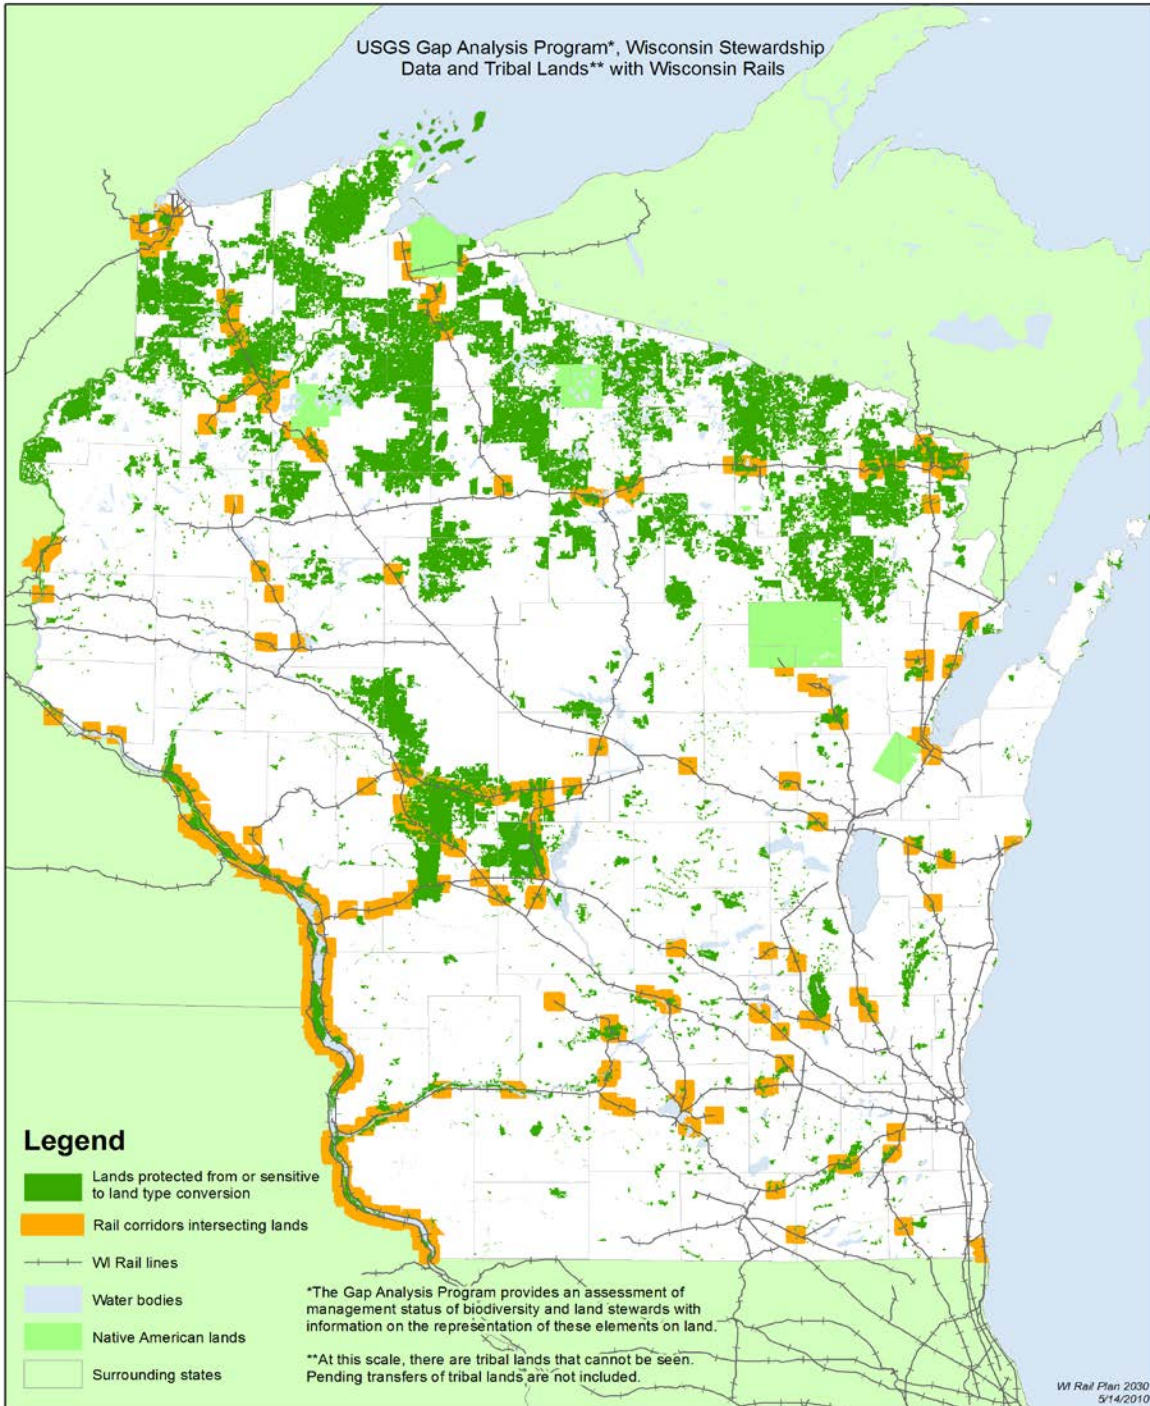 USGS Gap Analysis Program*, Wisconsin Stewardship
Data and Tribal Lands** with Wisconsin Rails
Legend
Lands protected from or sensitive
to land type conversion
Rail corridors intersecting lands
WI Rail lines
Water bodies
Native American lands
Surrounding states
*The Gap Analysis Program provides an assessment of
management status of biodiversity and land stewards with
information on the representation of these elements on land.
**At this scale, there are tribal lands that cannot be seen.
Pending transfers of tribal lands are not included.
WI Rail Plan 2030
5/14/2010